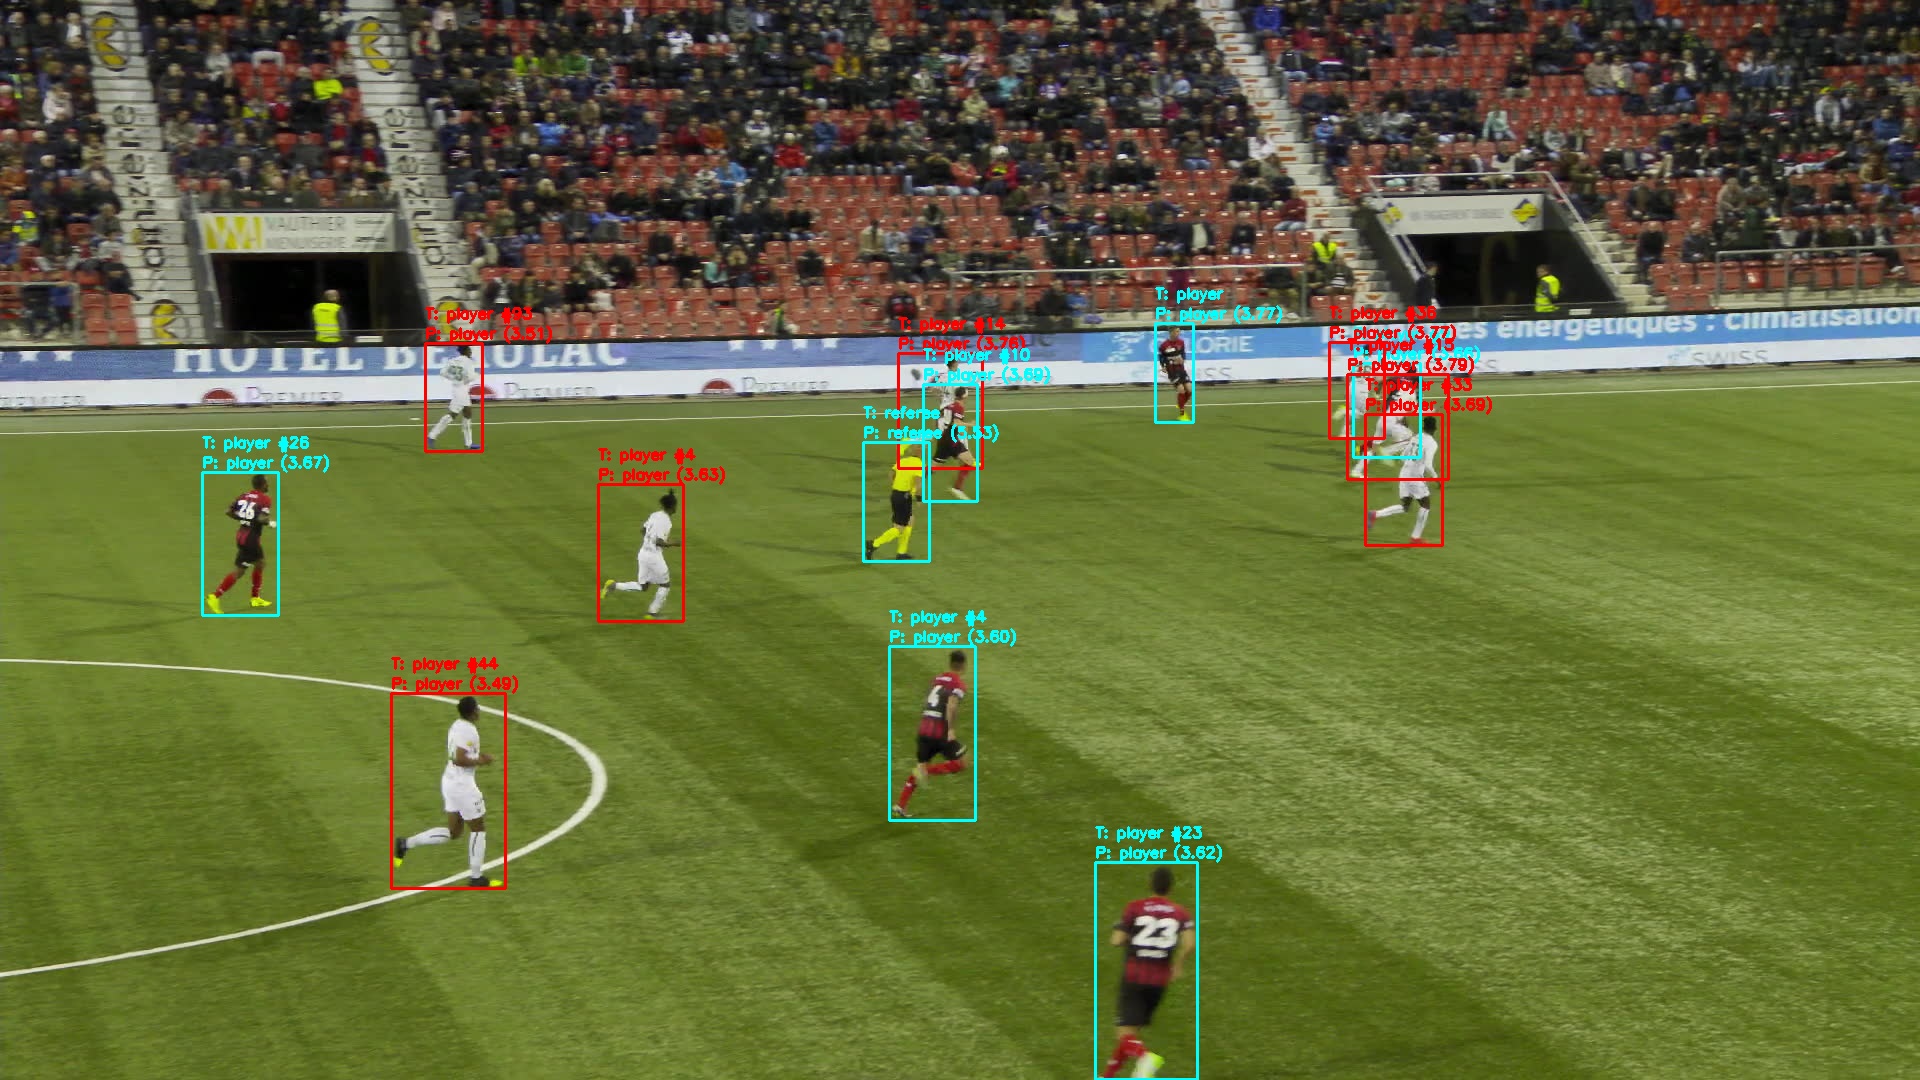 VAUTHIER
MENUISERIE
T: player
P: player (3.77)
T: player #93
P: player (3.51)
T: player #14
P: player (3.76)
T: player #10
P: player (3.69)
T: player #36
P: player (3.77)
T: player #15
P: player (3.79)
T: player #33
P: player (3.69)
es énergétiques : climatisation
HOTEL BEAULAC
PREMIER
PREMIER
PREMIER
SWISS
T: referee
P: referee (5.53)
T: player #26
P: player (3.67)
T: player #4
P: player (3.63)
26
T: player #4
P: player (3.60)
4
T: player #44
P: player (3.49)
T: player #23
P: player (3.62)
23